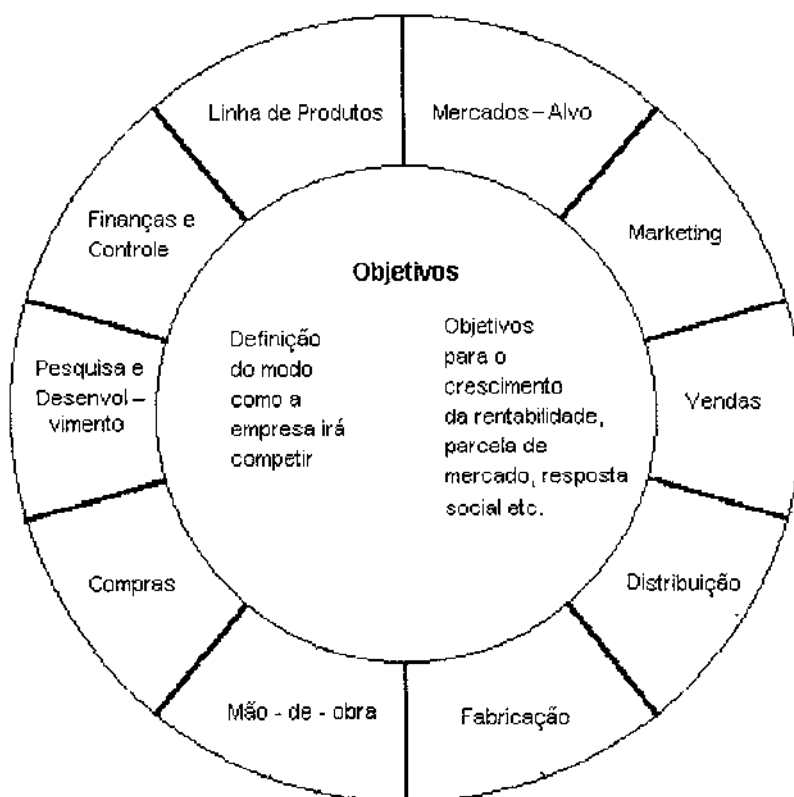 Linha de Produtos
Mercados – Alvo
Marketing
Vendas
Distribuição
Fabricação
Mão - de - obra
Compras
Pesquisa e
Desenvol –
vimento
Finanças e
Controle
Objetivos
Definição
do modo
como a
empresa irá
competir
Objetivos
para o
crescimento
da rentabilidade,
parcela de
mercado, resposta
social etc.